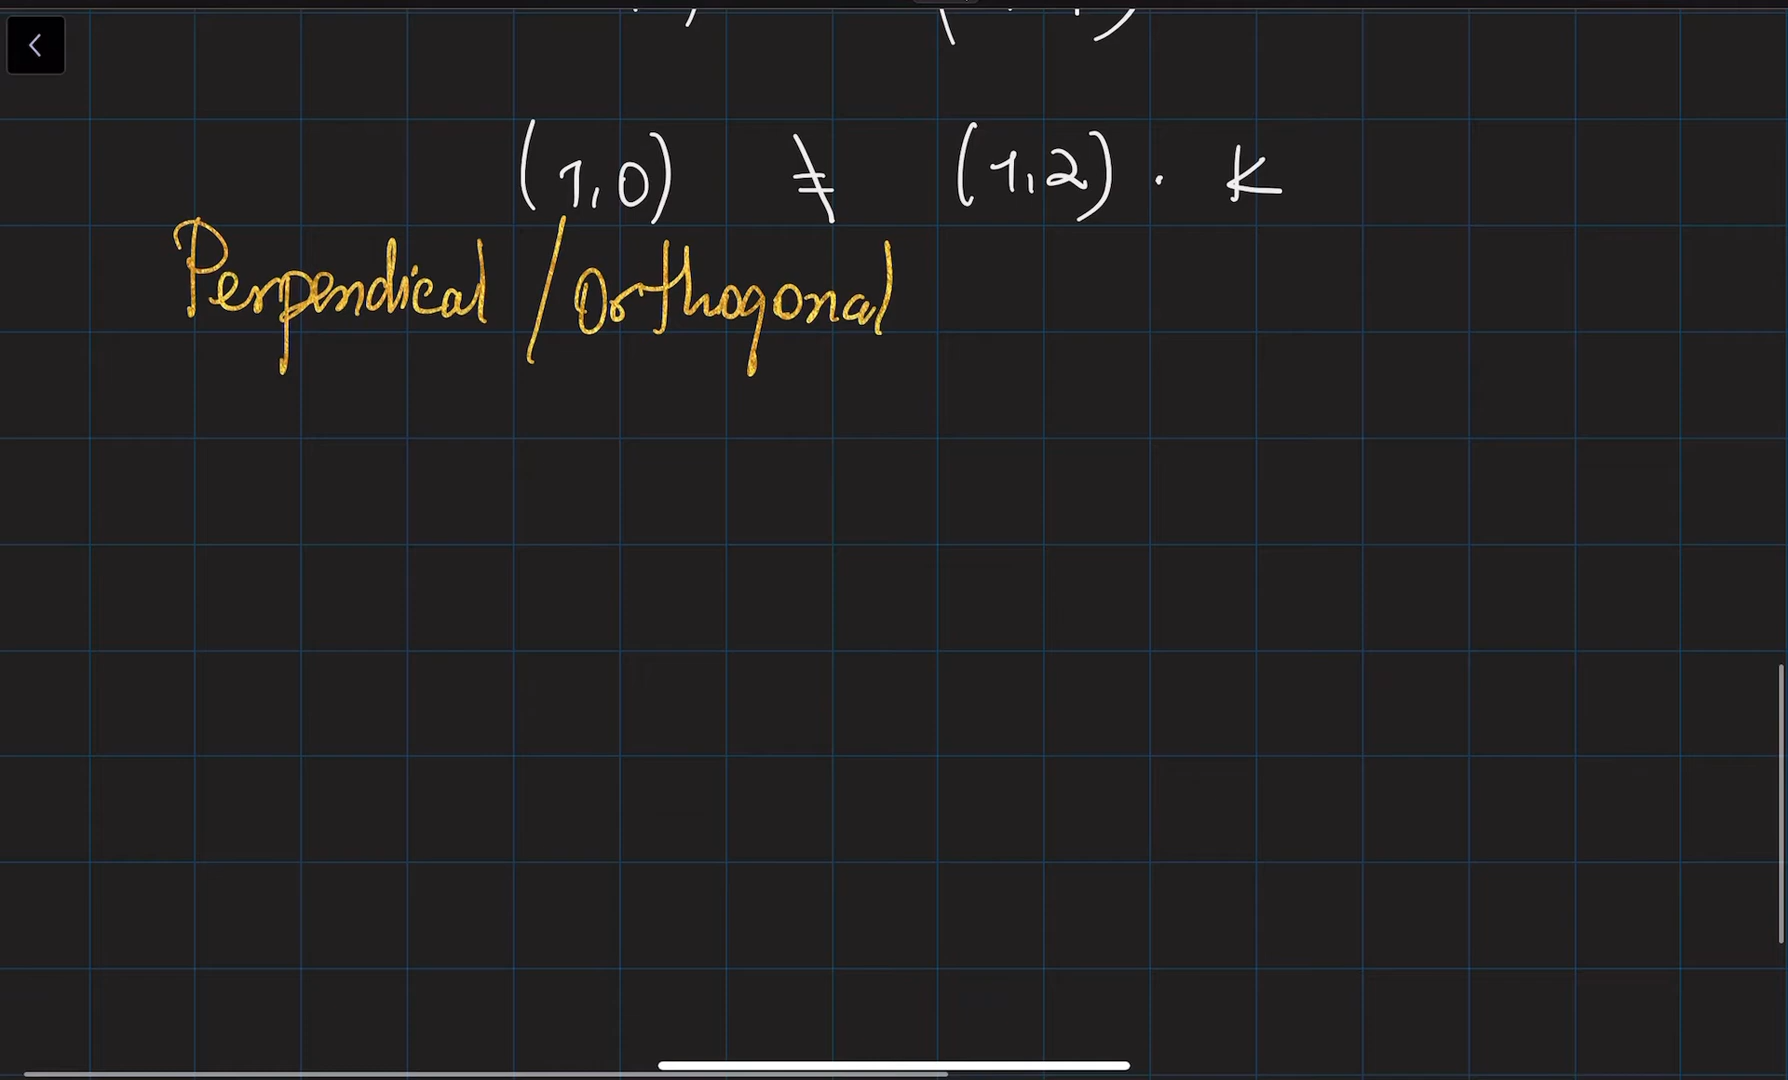 (1,0) ≠ (1,2) · k
Perpendical / Orthogonal